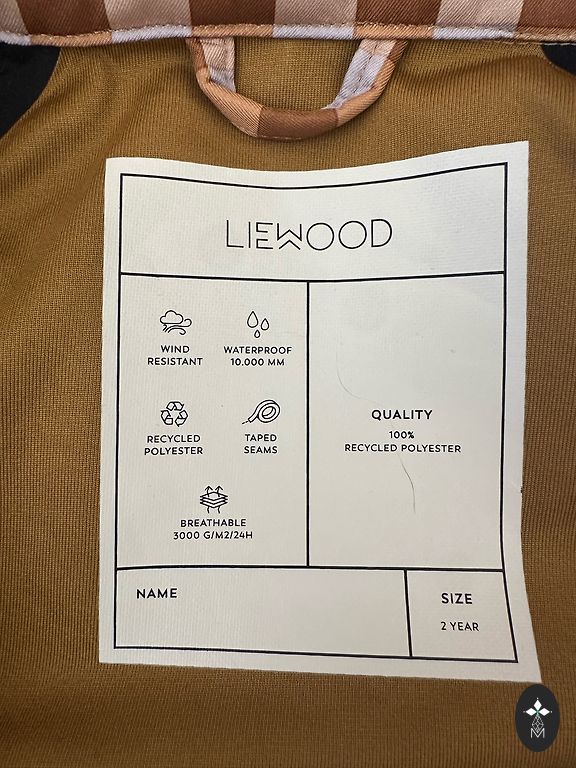 LIEWOOD
WIND
RESISTANT
WATERPROOF
10.000 MM
RECYCLED
POLYESTER
TAPED
SEAMS
BREATHABLE
3000 G/M2/24H
QUALITY
100%
RECYCLED POLYESTER
NAME
SIZE
2 YEAR
M